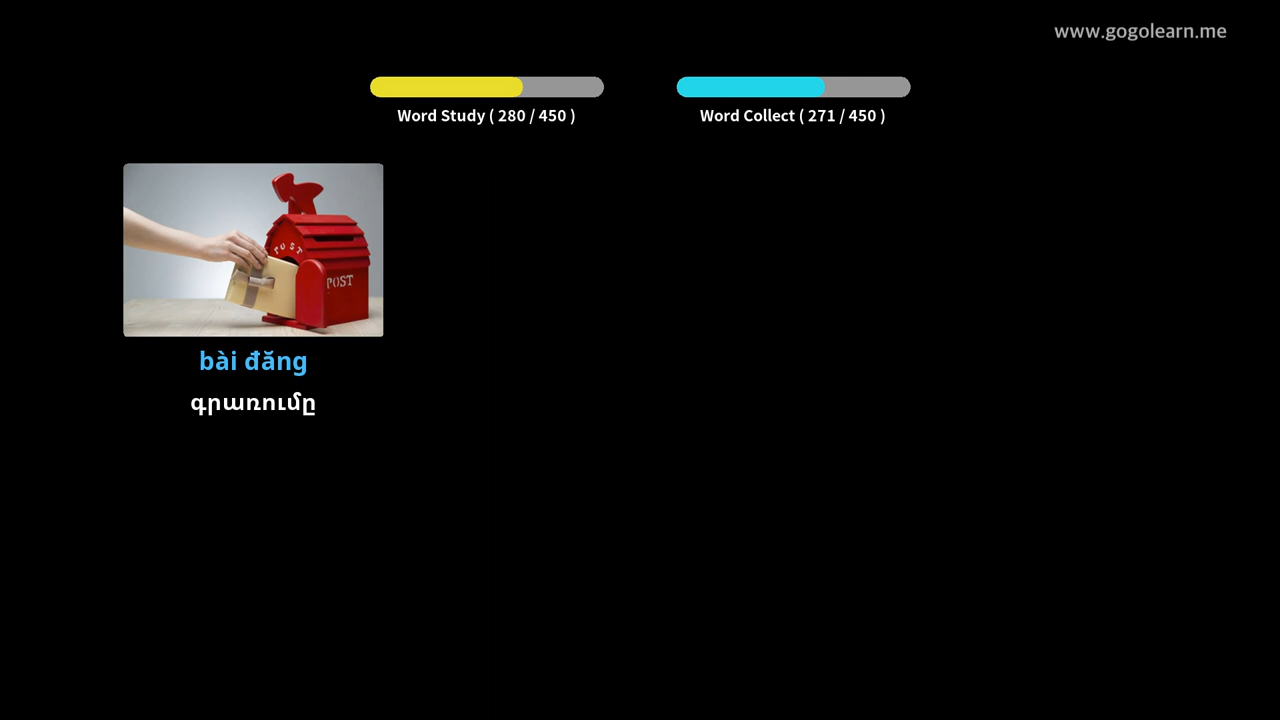 www.gogolearn.me
Word Study ( 280 / 450 )
Word Collect ( 271 / 450 )
POST
POST
bài đăng
գրառումը